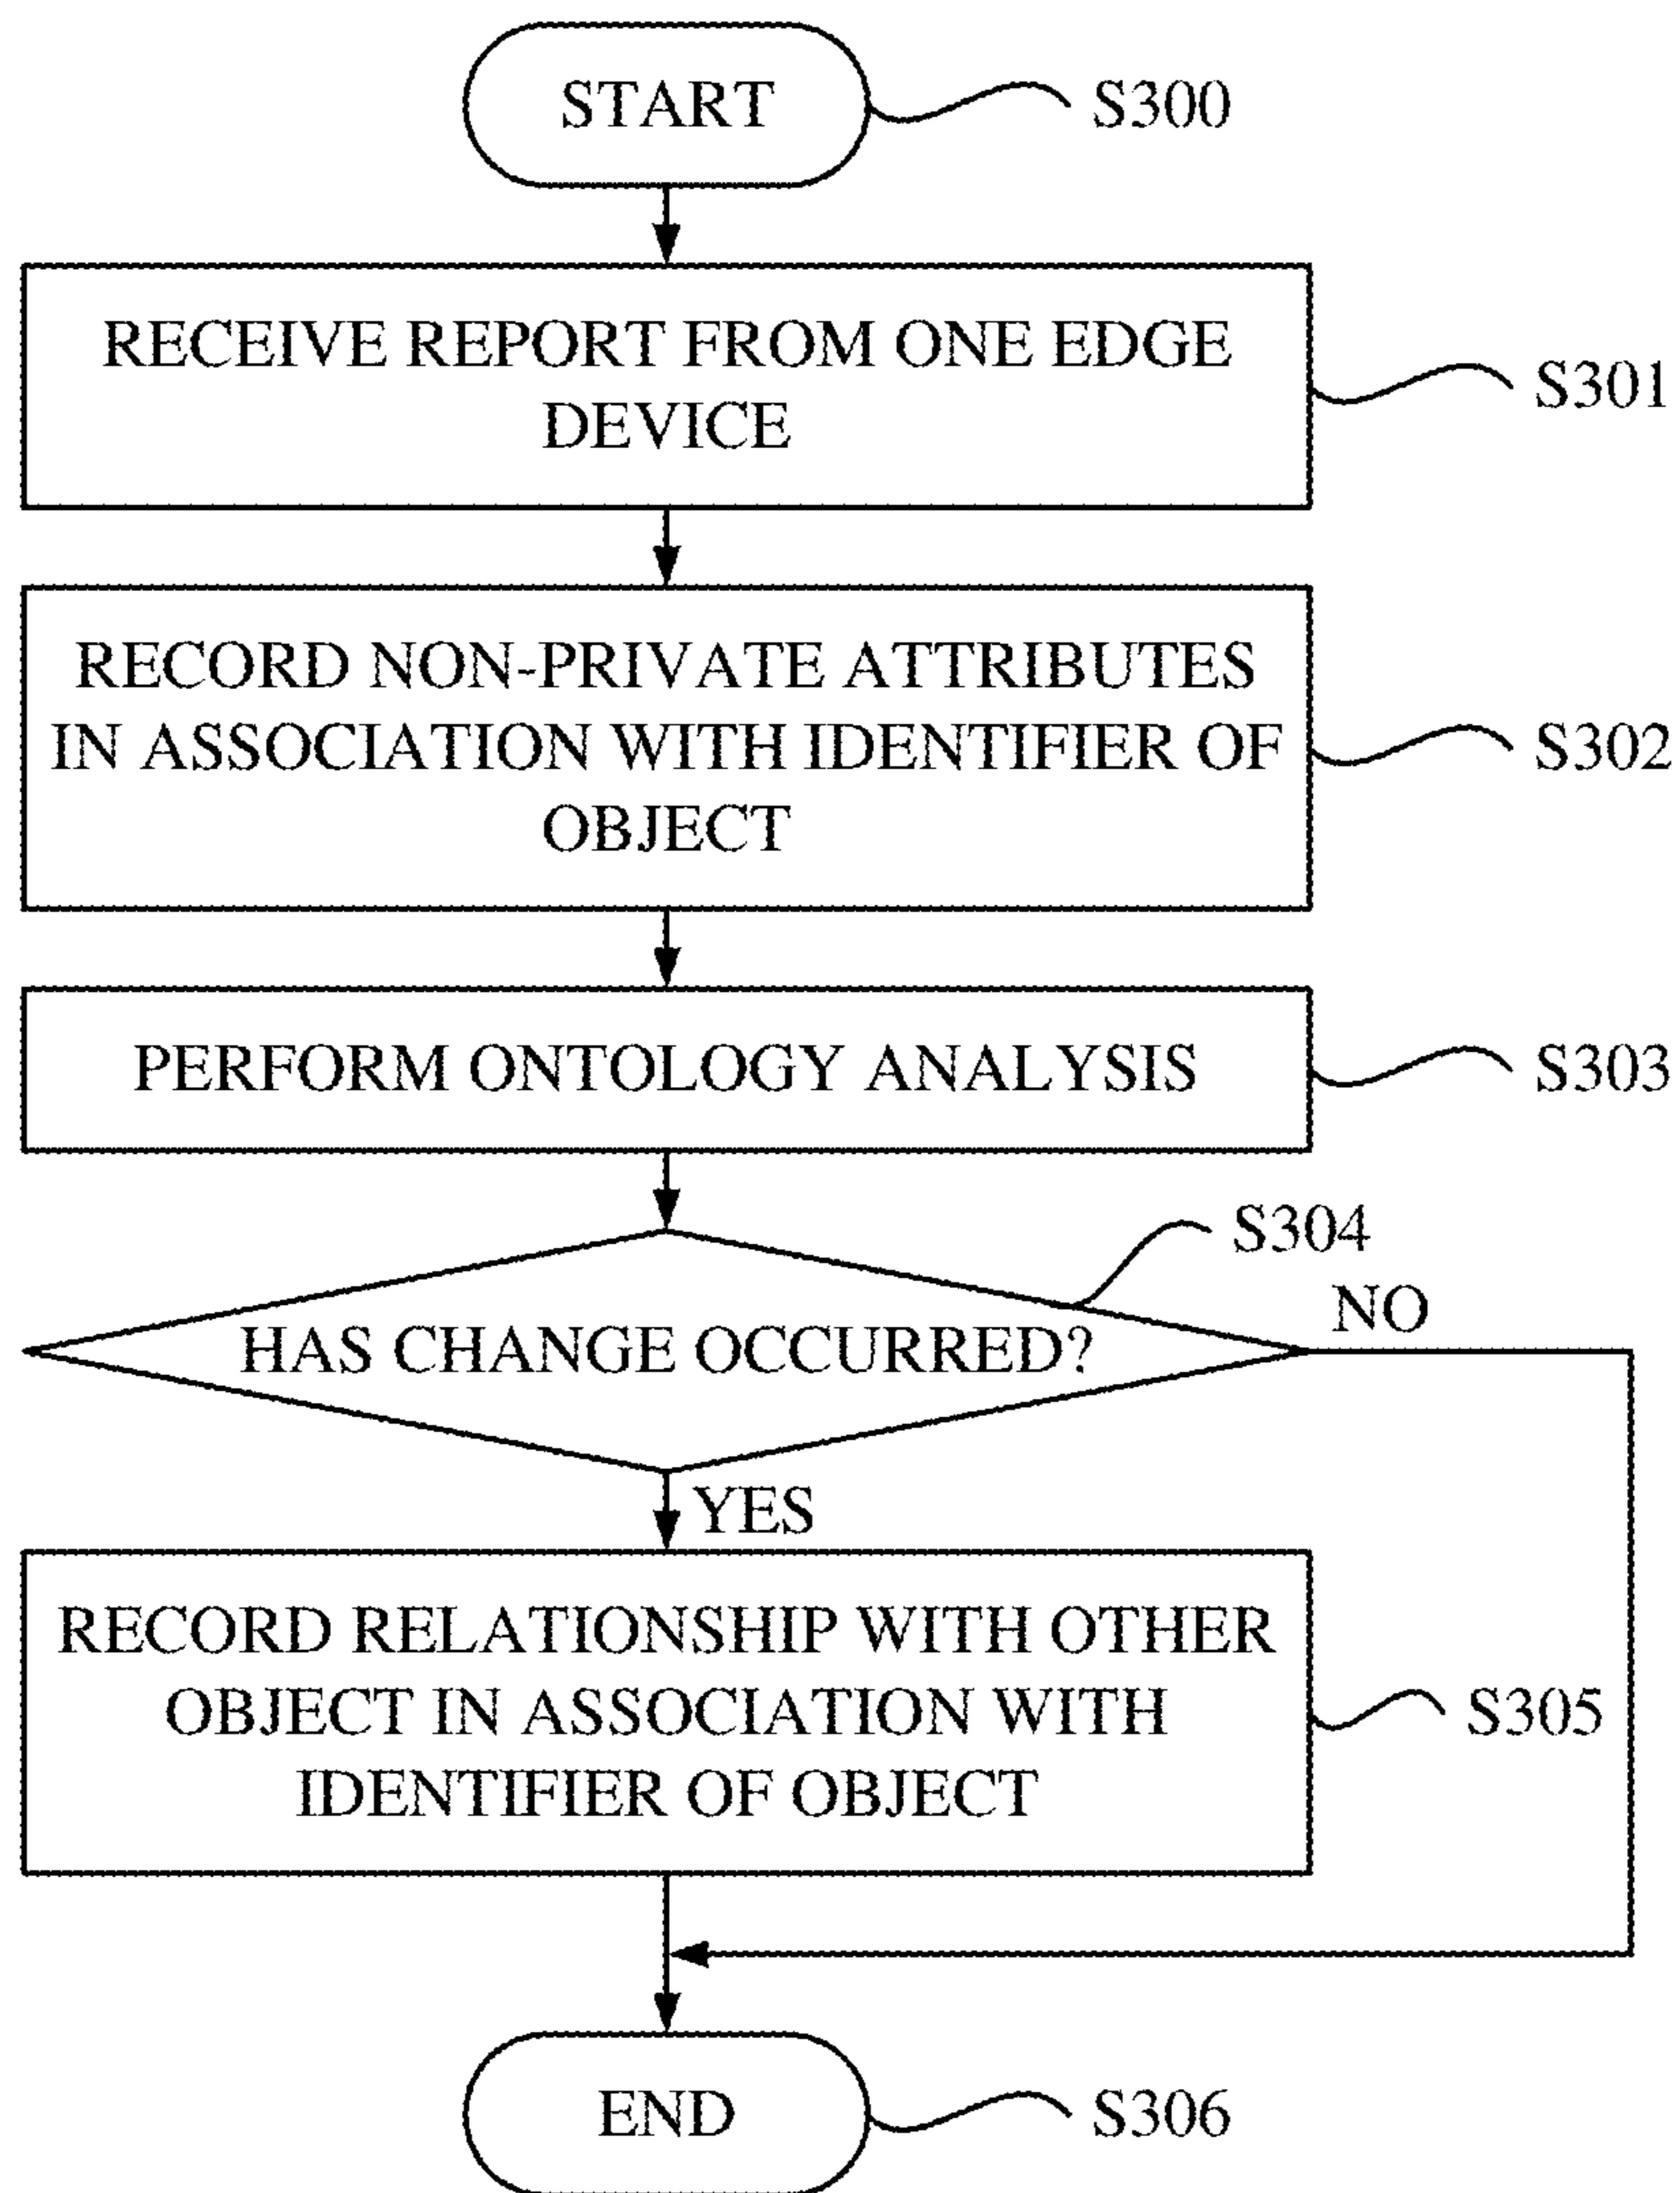 START
S300
RECEIVE REPORT FROM ONE EDGE
DEVICE
S301
RECORD NON-PRIVATE ATTRIBUTES
IN ASSOCIATION WITH IDENTIFIER OF
OBJECT
S302
PERFORM ONTOLOGY ANALYSIS
S303
S304
HAS CHANGE OCCURRED?
NO
YES
RECORD RELATIONSHIP WITH OTHER
OBJECT IN ASSOCIATION WITH
IDENTIFIER OF OBJECT
S305
END
S306